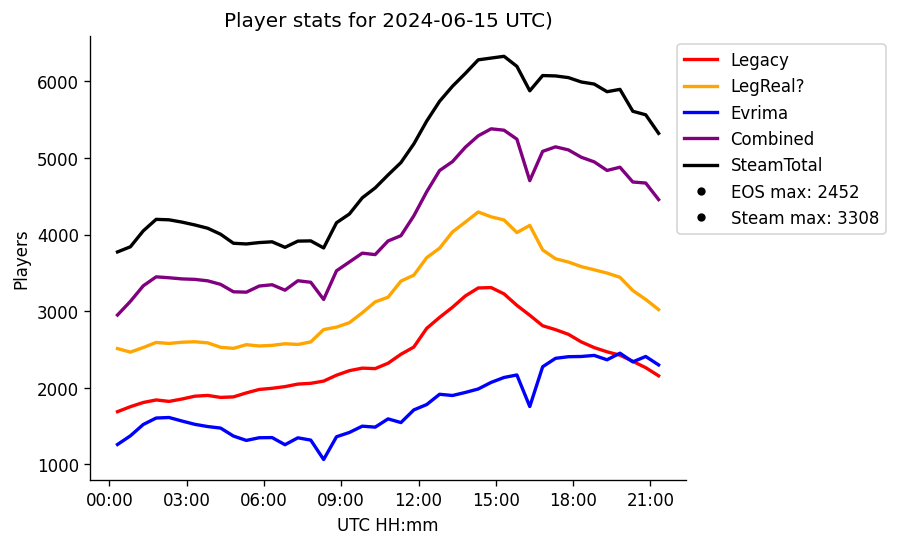 Player stats for 2024-06-15 UTC)
Players
6000
5000
4000
3000
2000
1000
00:00 03:00 06:00 09:00 12:00 15:00 18:00 21:00
UTC HH:mm
Legacy
LegReal?
Evrima
Combined
SteamTotal
EOS max: 2452
Steam max: 3308